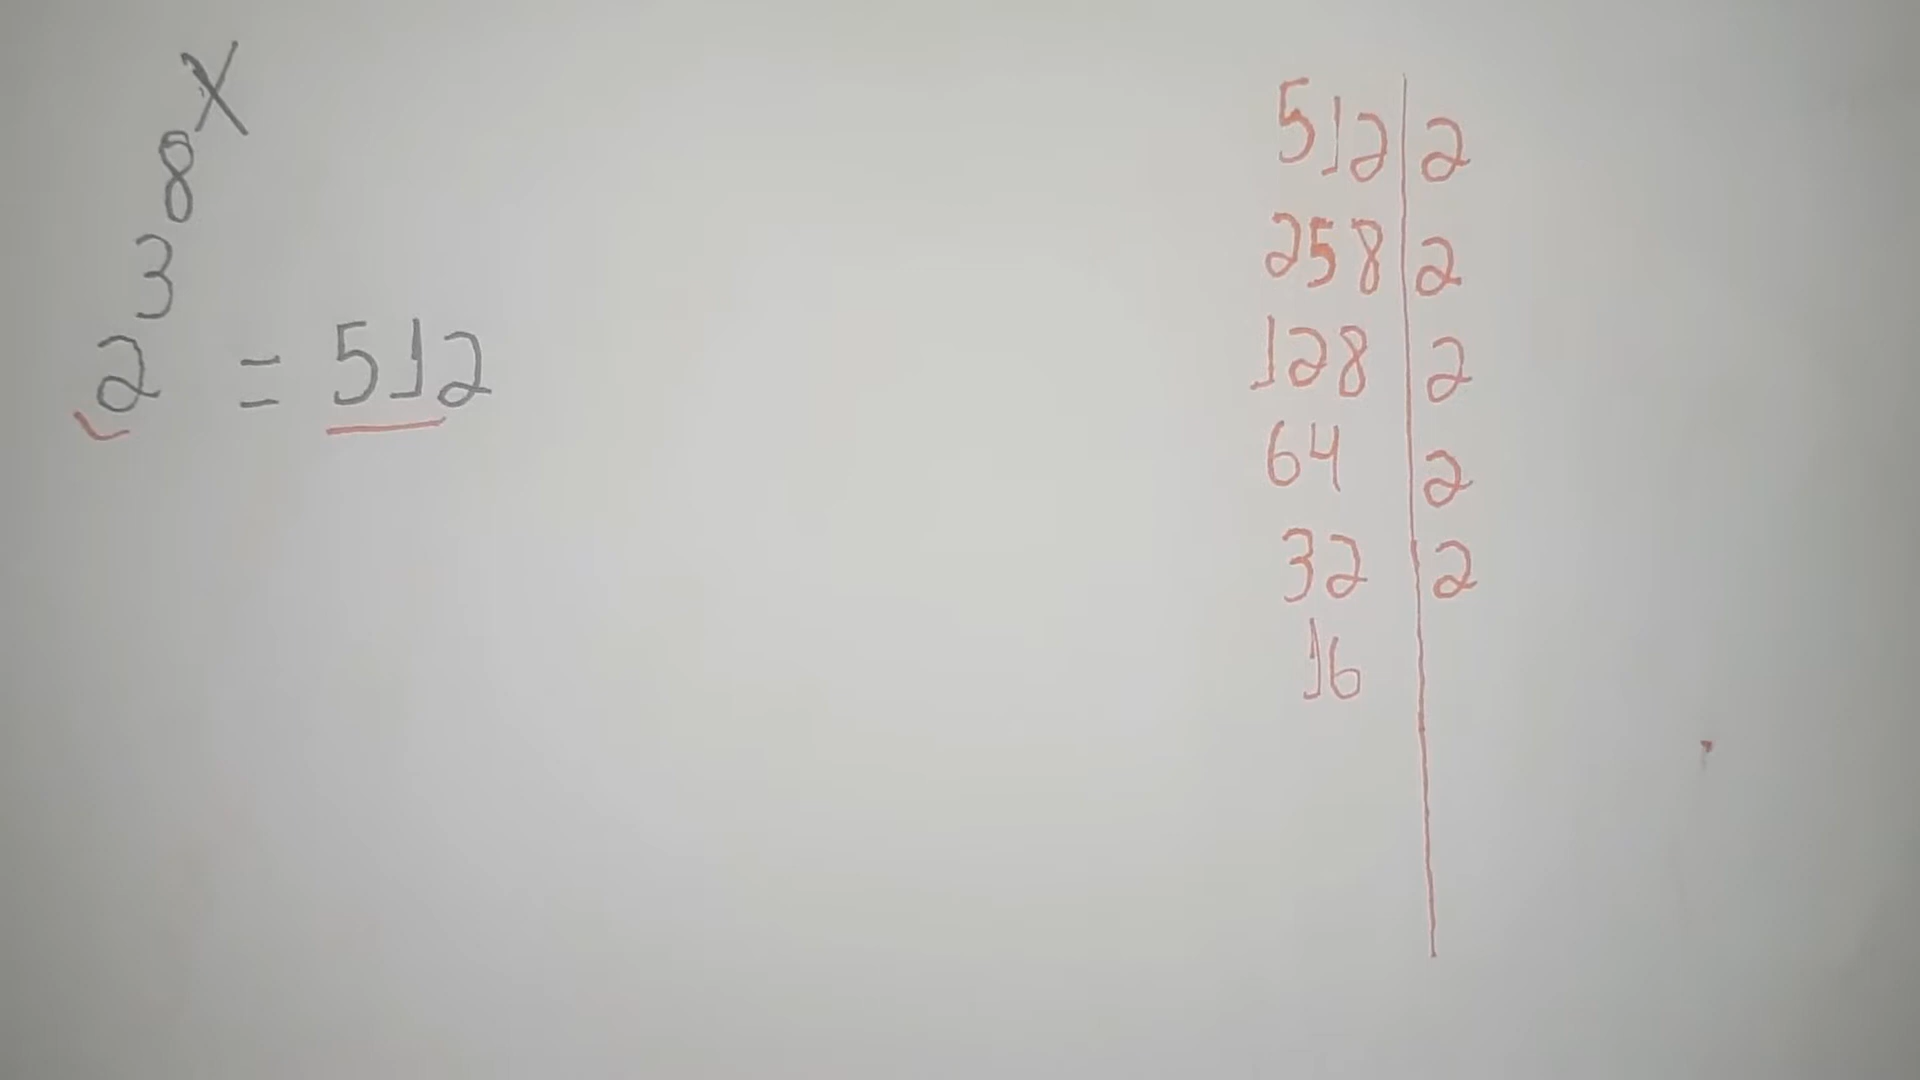 2^3^8^x = 512
512 | 2
258 | 2
128 | 2
64 | 2
32 | 2
16